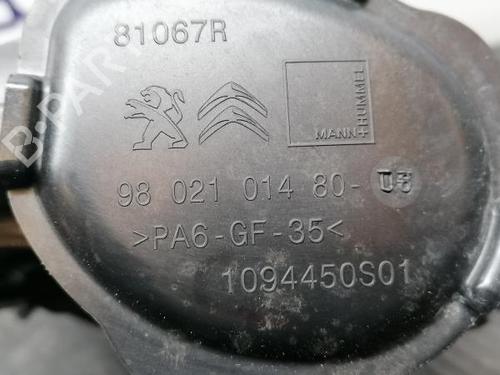 81067R
MANN+
HUMMEL
98 021 014 80-
>PA6-GF-35<
1094450S01
B-PARTS